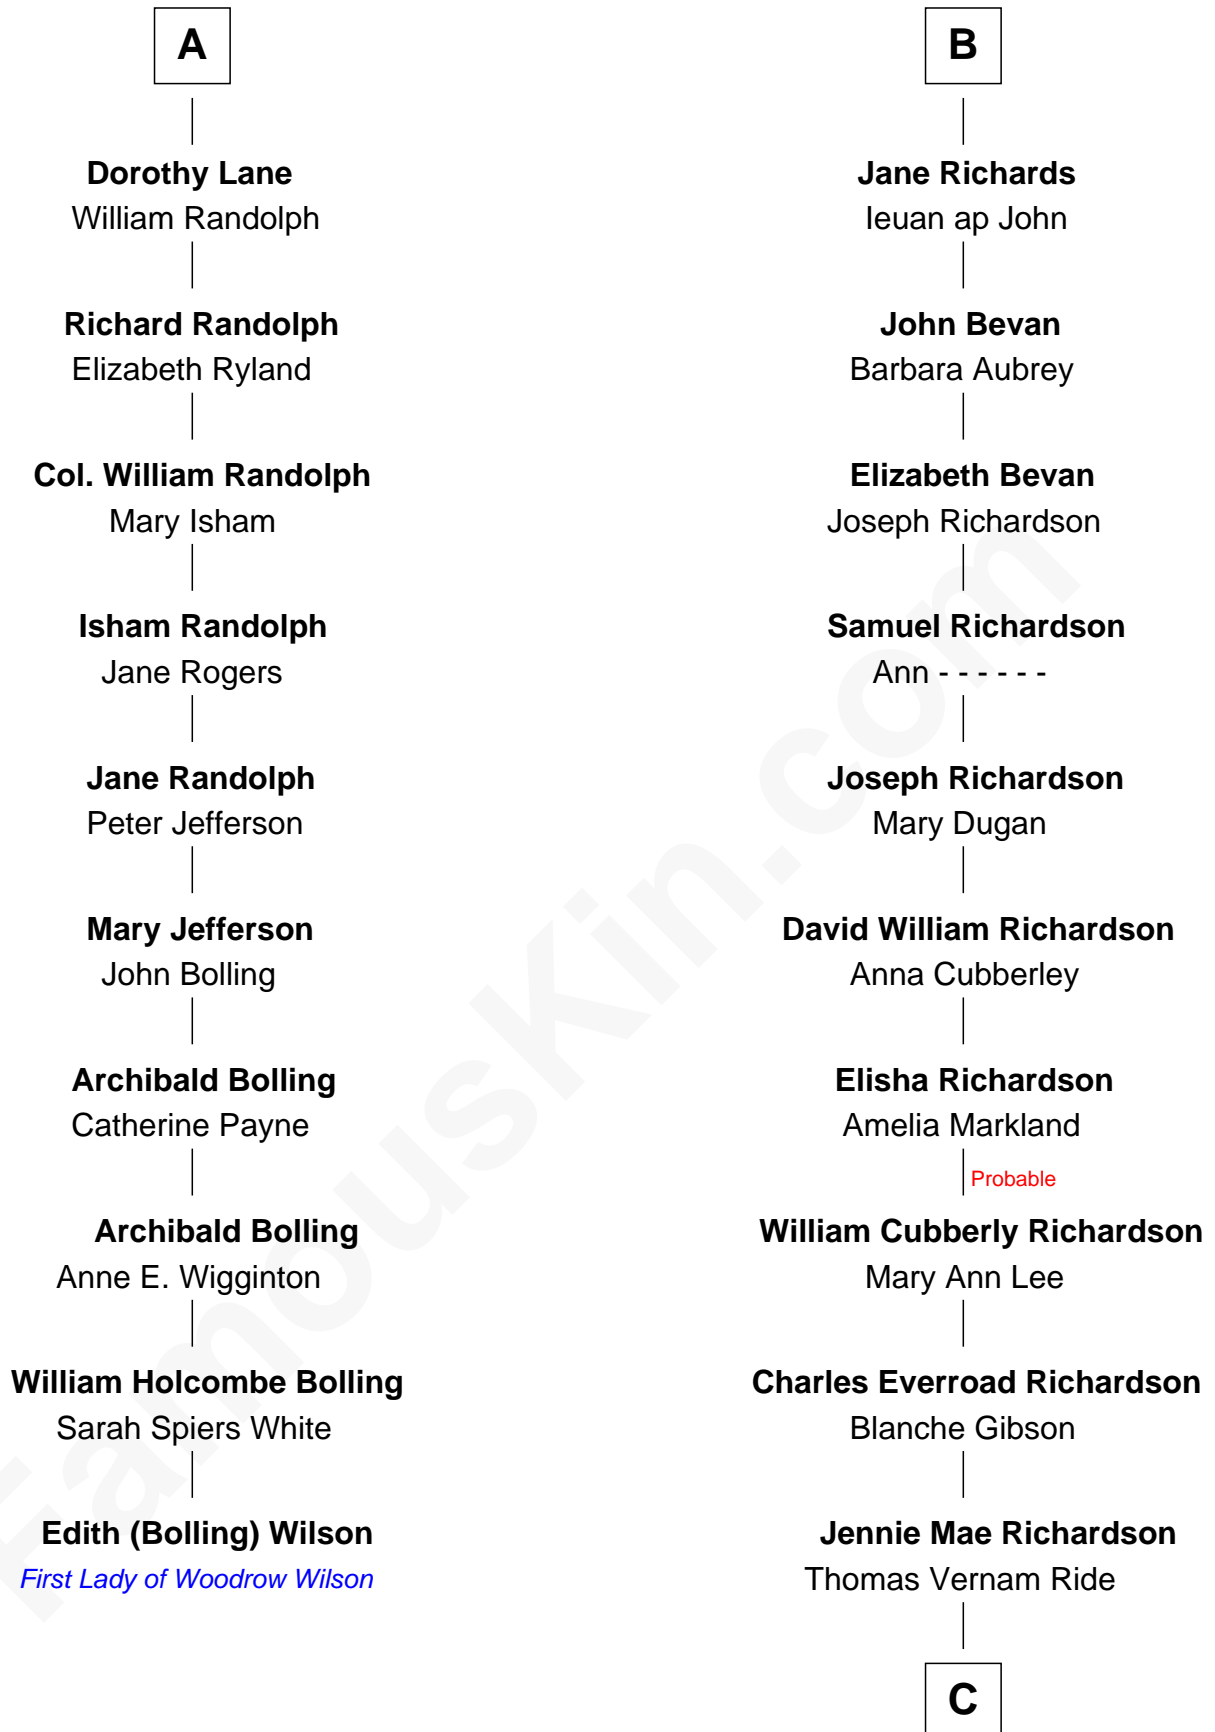 A
Dorothy Lane
William Randolph
Richard Randolph
Elizabeth Ryland
Col. William Randolph
Mary Isham
Isham Randolph
Jane Rogers
Jane Randolph
Peter Jefferson
Mary Jefferson
John Bolling
Archibald Bolling
Catherine Payne
Archibald Bolling
Anne E. Wigginton
William Holcombe Bolling
Sarah Spiers White
Edith (Bolling) Wilson
First Lady of Woodrow Wilson
B
Jane Richards
Ieuan ap John
John Bevan
Barbara Aubrey
Elizabeth Bevan
Joseph Richardson
Samuel Richardson
Ann - - - - - -
Joseph Richardson
Mary Dugan
David William Richardson
Anna Cubberley
Elisha Richardson
Amelia Markland
Probable
William Cubberly Richardson
Mary Ann Lee
Charles Everroad Richardson
Blanche Gibson
Jennie Mae Richardson
Thomas Vernam Ride
C
FamousKin.com